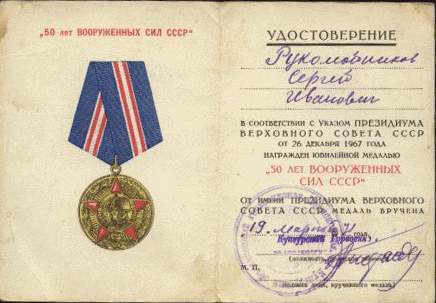 „50 лет ВООРУЖЕННЫХ СИЛ СССР"
УДОСТОВЕРЕНИЕ
Рукомойников
Сергей
Иванович
В СООТВЕТСТВИИ С УКАЗОМ ПРЕЗИДИУМА
ВЕРХОВНОГО СОВЕТА СССР
ОТ 26 ДЕКАБРЯ 1967 ГОДА
НАГРАЖДЕН ЮБИЛЕЙНОЙ МЕДАЛЬЮ
„50 ЛЕТ ВООРУЖЕННЫХ
СИЛ СССР"
ОТ ИМЕНИ ПРЕЗИДИУМА ВЕРХОВНОГО
СОВЕТА СССР МЕДАЛЬ ВРУЧЕНА
19 марта
М. П.